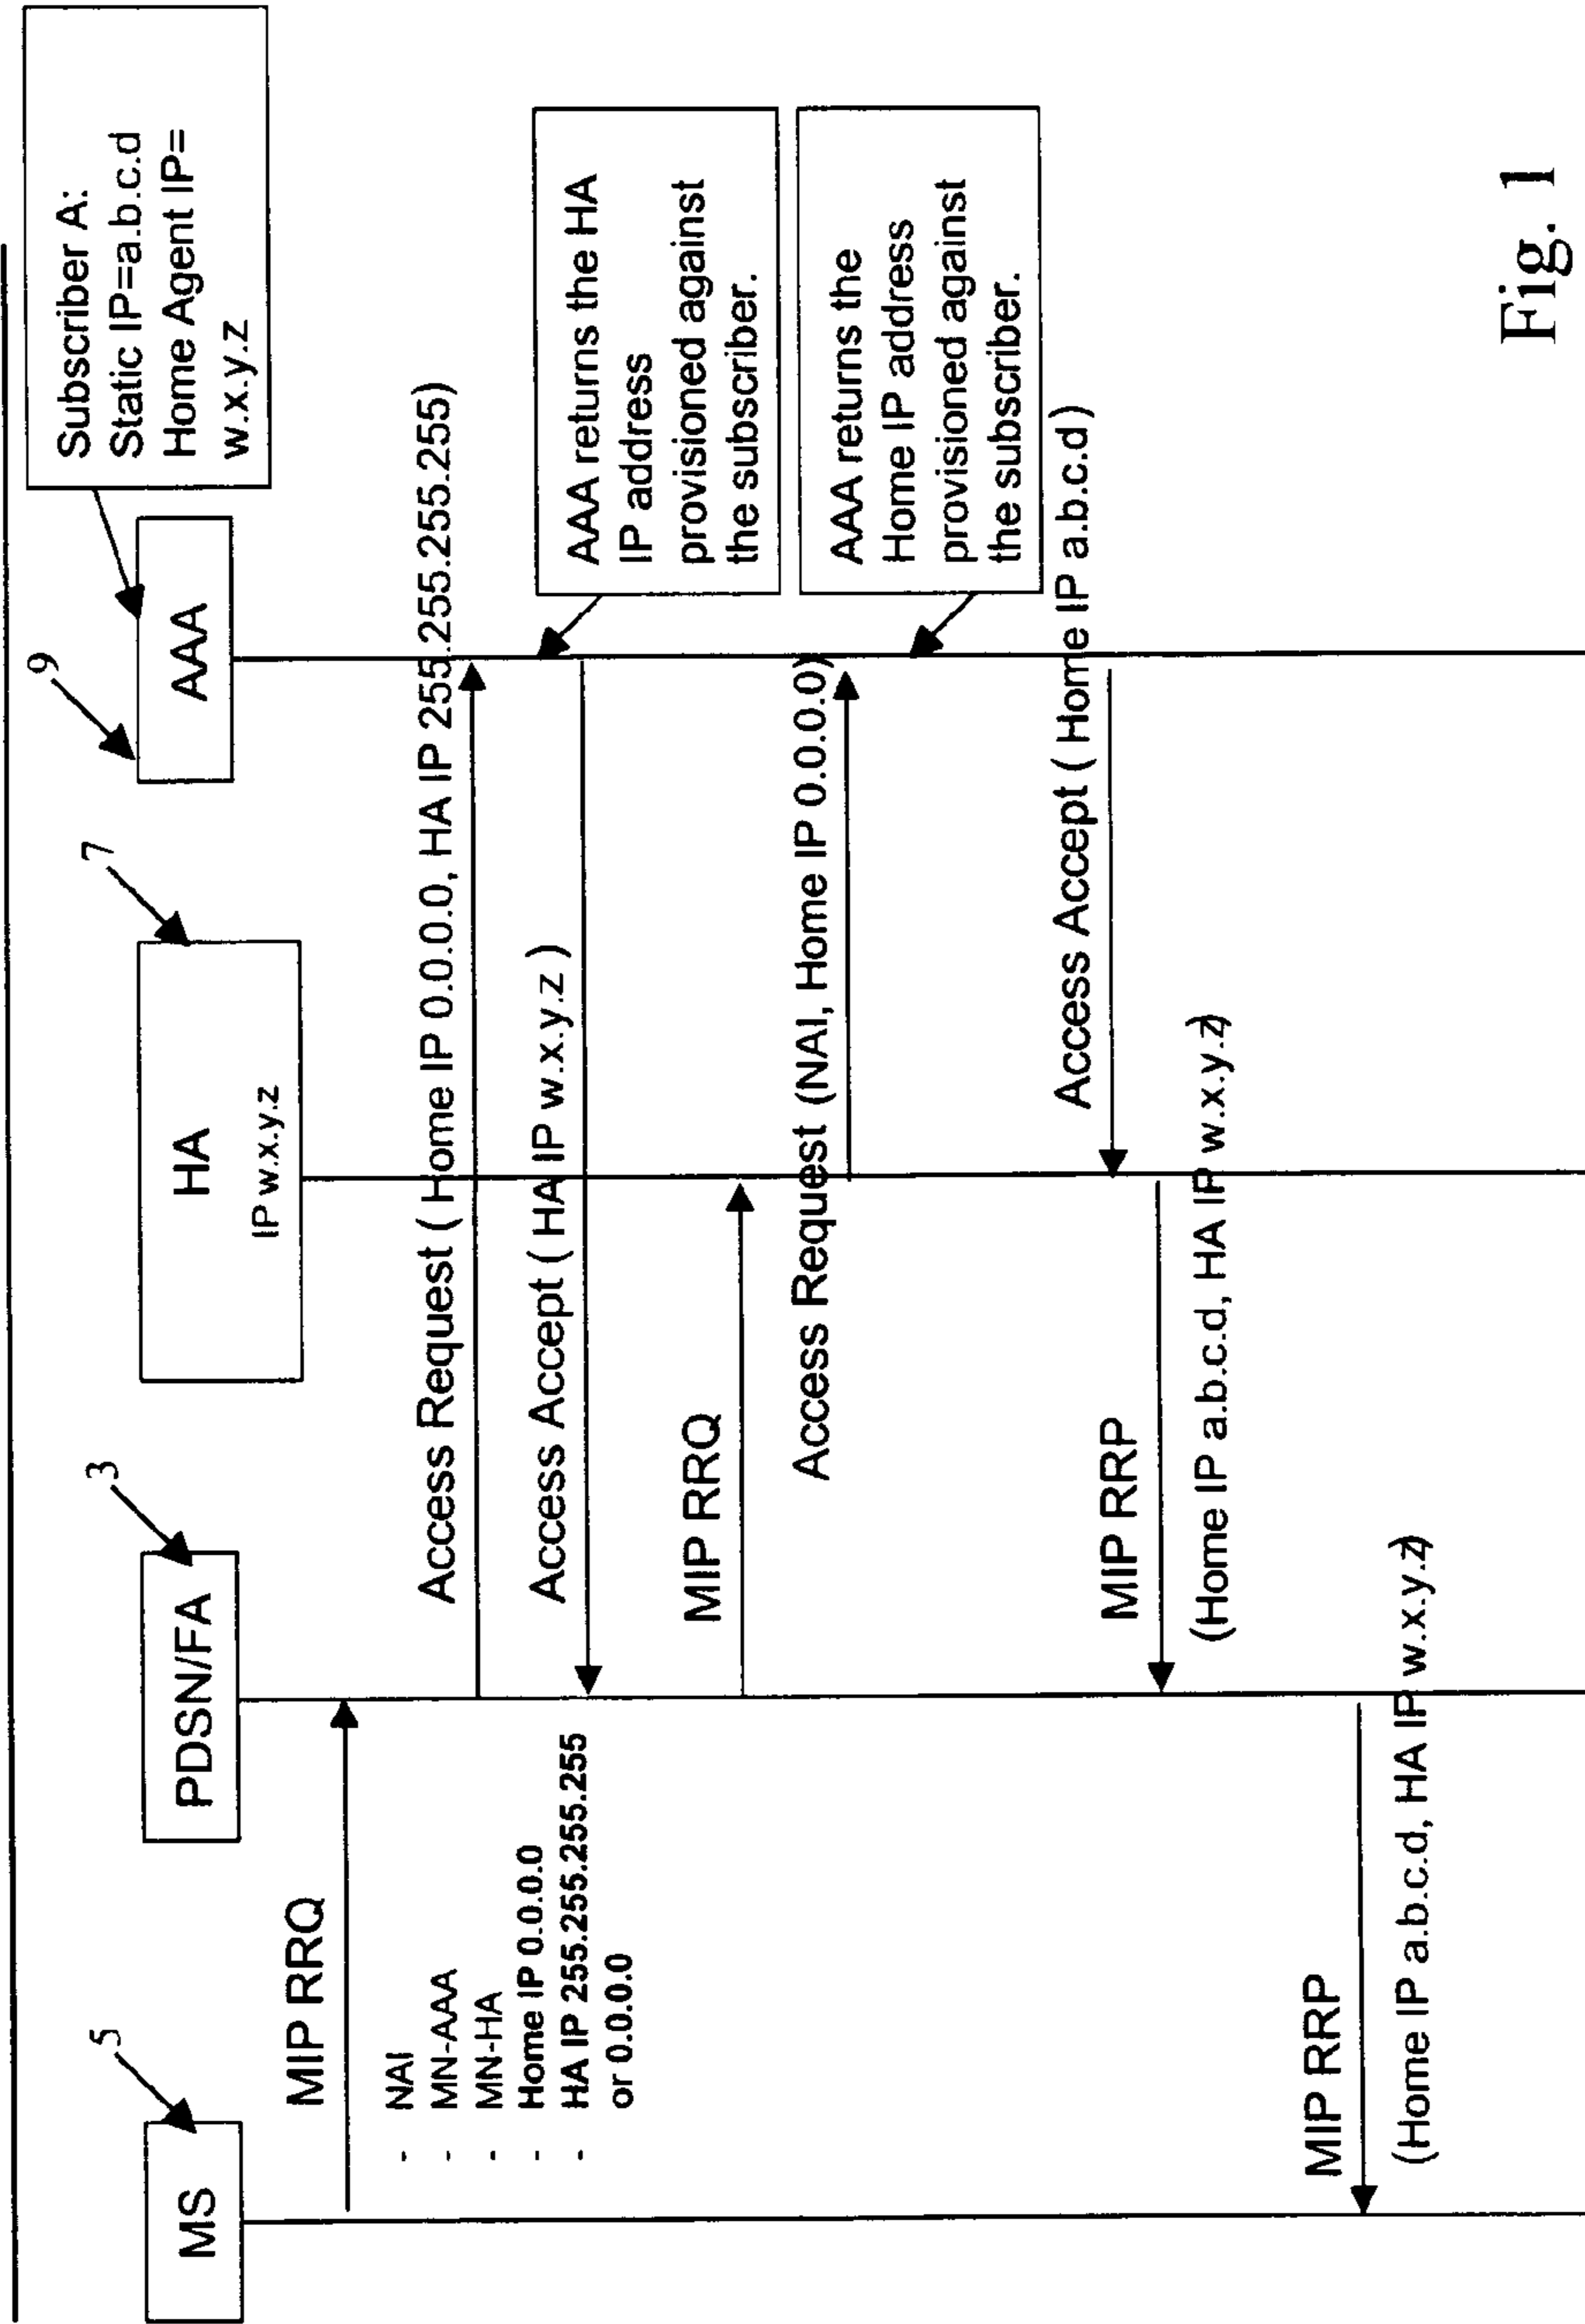 Subscriber A:
Static IP=a.b.c.d
Home Agent IP=
w.x.y.z
5
3
7
9
MS
PDSN/FA
HA
IP w.x.y.z
AAA
MIP RRQ
- NAI
- MN-AAA
- MN-HA
- Home IP 0.0.0.0
- HA IP 255.255.255.255
or 0.0.0.0
Access Request ( Home IP 0.0.0.0, HA IP 255.255.255.255)
AAA returns the HA
IP address
provisioned against
the subscriber.
Access Accept ( HA IP w.x.y.z )
MIP RRQ
Access Request (NAI, Home IP 0.0.0.0)
AAA returns the
Home IP address
provisioned against
the subscriber.
Access Accept ( Home IP a.b.c.d)
MIP RRP
(Home IP a.b.c.d, HA IP w.x.y.z)
MIP RRP
(Home IP a.b.c.d, HA IP w.x.y.z)
Fig. 1